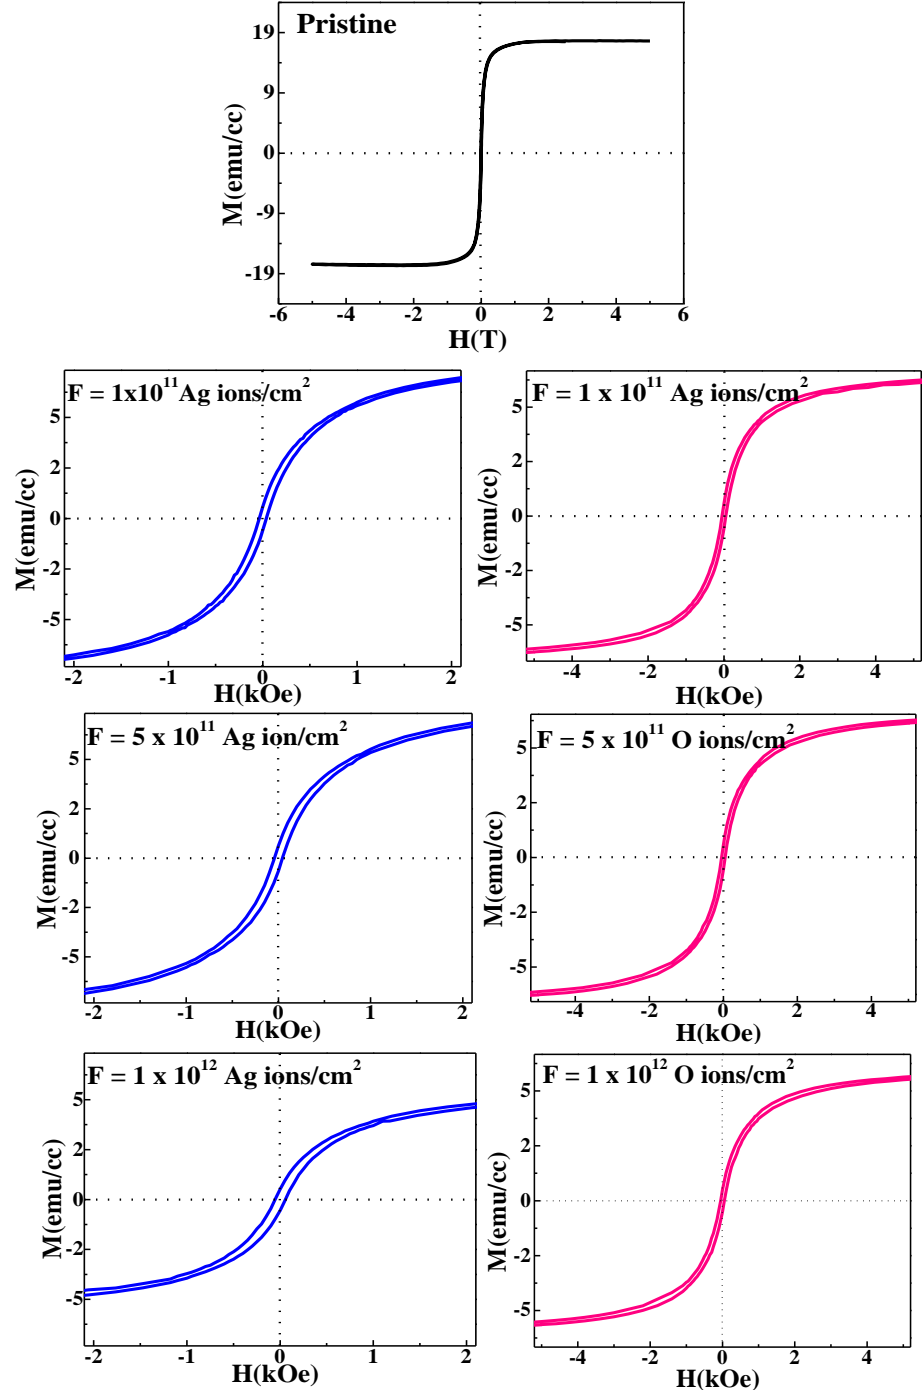 Pristine
19
9
0
-9
-19
M(emu/cc)
-6 -4 -2 0 2 4 6
H(T)
F = 1x10¹¹ Ag ions/cm²
5
2
0
-2
-5
M(emu/cc)
-2 -1 0 1 2
H(kOe)
F = 1 x 10¹¹ Ag ions/cm²
5
2
0
-2
-5
M(emu/cc)
-4 -2 0 2 4
H(kOe)
F = 5 x 10¹¹ Ag ion/cm²
5
2
0
-2
-5
M(emu/cc)
-2 -1 0 1 2
H(kOe)
F = 5 x 10¹¹ O ions/cm²
5
2
0
-2
-5
M(emu/cc)
-4 -2 0 2 4
H(kOe)
F = 1 x 10¹² Ag ions/cm²
5
2
0
-2
-5
M(emu/cc)
-2 -1 0 1 2
H(kOe)
F = 1 x 10¹² O ions/cm²
5
2
0
-2
-5
M(emu/cc)
-4 -2 0 2 4
H(kOe)